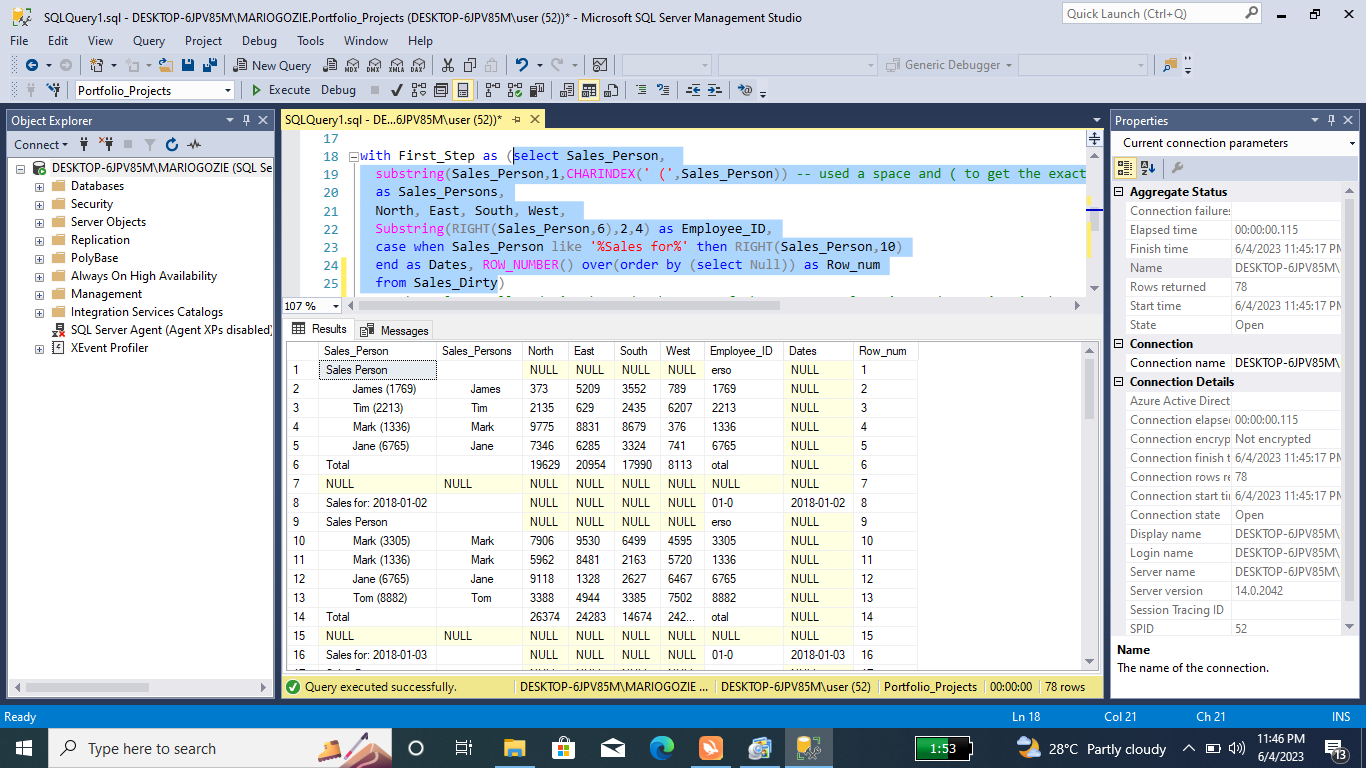 SQLQuery1.sql - DESKTOP-6JPV85M\MARIOGOZIE.Portfolio_Projects (DESKTOP-6JPV85M\user (52))* - Microsoft SQL Server Management Studio
Quick Launch (Ctrl+Q)
File Edit View Query Project Debug Tools Window Help
New Query MDX DMX XMLA DAX Generic Debugger
Portfolio_Projects Execute Debug
Object Explorer
Connect
DESKTOP-6JPV85M\MARIOGOZIE (SQL Se
Databases
Security
Server Objects
Replication
PolyBase
Always On High Availability
Management
Integration Services Catalogs
SQL Server Agent (Agent XPs disabled)
XEvent Profiler
SQLQuery1.sql - DE...6JPV85M\user (52))*
17
18 with First_Step as (select Sales_Person,
19 substring(Sales_Person,1,CHARINDEX(' (',Sales_Person)) -- used a space and ( to get the exact
20 as Sales_Persons,
21 North, East, South, West,
22 Substring(RIGHT(Sales_Person,6),2,4) as Employee_ID,
23 case when Sales_Person like '%Sales for%' then RIGHT(Sales_Person,10)
24 end as Dates, ROW_NUMBER() over(order by (select Null)) as Row_num
25 from Sales_Dirty)
107 %
Results Messages
Sales_Person Sales_Persons North East South West Employee_ID Dates Row_num
1 Sales Person NULL NULL NULL NULL erso NULL 1
2 James (1769) James 373 5209 3552 789 1769 NULL 2
3 Tim (2213) Tim 2135 629 2435 6207 2213 NULL 3
4 Mark (1336) Mark 9775 8831 8679 376 1336 NULL 4
5 Jane (6765) Jane 7346 6285 3324 741 6765 NULL 5
6 Total 19629 20954 17990 8113 otal NULL 6
7 NULL NULL NULL NULL NULL NULL NULL NULL 7
8 Sales for: 2018-01-02 NULL NULL NULL NULL 01-0 2018-01-02 8
9 Sales Person NULL NULL NULL NULL erso NULL 9
10 Mark (3305) Mark 7906 9530 6499 4595 3305 NULL 10
11 Mark (1336) Mark 5962 8481 2163 5720 1336 NULL 11
12 Jane (6765) Jane 9118 1328 2627 6467 6765 NULL 12
13 Tom (8882) Tom 3388 4944 3385 7502 8882 NULL 13
14 Total 26374 24283 14674 242... otal NULL 14
15 NULL NULL NULL NULL NULL NULL NULL NULL 15
16 Sales for: 2018-01-03 NULL NULL NULL NULL 01-0 2018-01-03 16
Query executed successfully. DESKTOP-6JPV85M\MARIOGOZIE ... DESKTOP-6JPV85M\user (52) Portfolio_Projects 00:00:00 78 rows
Properties
Current connection parameters
Aggregate Status
Connection failures
Elapsed time 00:00:00.115
Finish time 6/4/2023 11:45:17 PM
Name DESKTOP-6JPV85M\
Rows returned 78
Start time 6/4/2023 11:45:17 PM
State Open
Connection
Connection name DESKTOP-6JPV85M\
Connection Details
Azure Active Direct
Connection elapsed 00:00:00.115
Connection encryp Not encrypted
Connection finish t 6/4/2023 11:45:17 PM
Connection rows re 78
Connection start ti 6/4/2023 11:45:17 PM
Connection state Open
Display name DESKTOP-6JPV85M\
Login name DESKTOP-6JPV85M\
Server name DESKTOP-6JPV85M\
Server version 14.0.2042
Session Tracing ID
SPID 52
Name
The name of the connection.
Ready Ln 18 Col 21 Ch 21 INS
Type here to search
1:53
28°C Partly cloudy
11:46 PM
6/4/2023
13